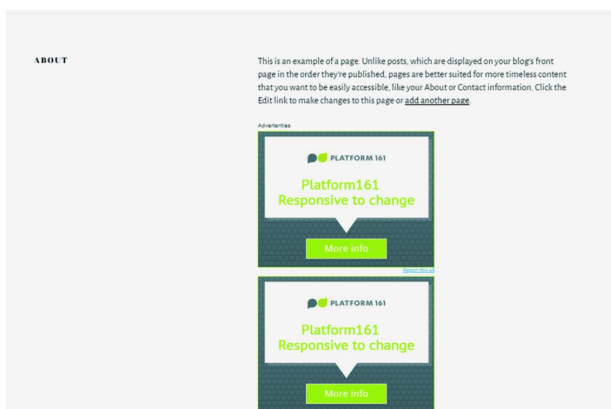 ABOUT
This is an example of a page. Unlike posts, which are displayed on your blog's front
page in the order they're published, pages are better suited for more timeless content
that you want to be easily accessible, like your About or Contact information. Click the
Edit link to make changes to this page or add another page.
Advertenties
PLATFORM 161
Platform161
Responsive to change
More info
Report this ad
PLATFORM 161
Platform161
Responsive to change
More info